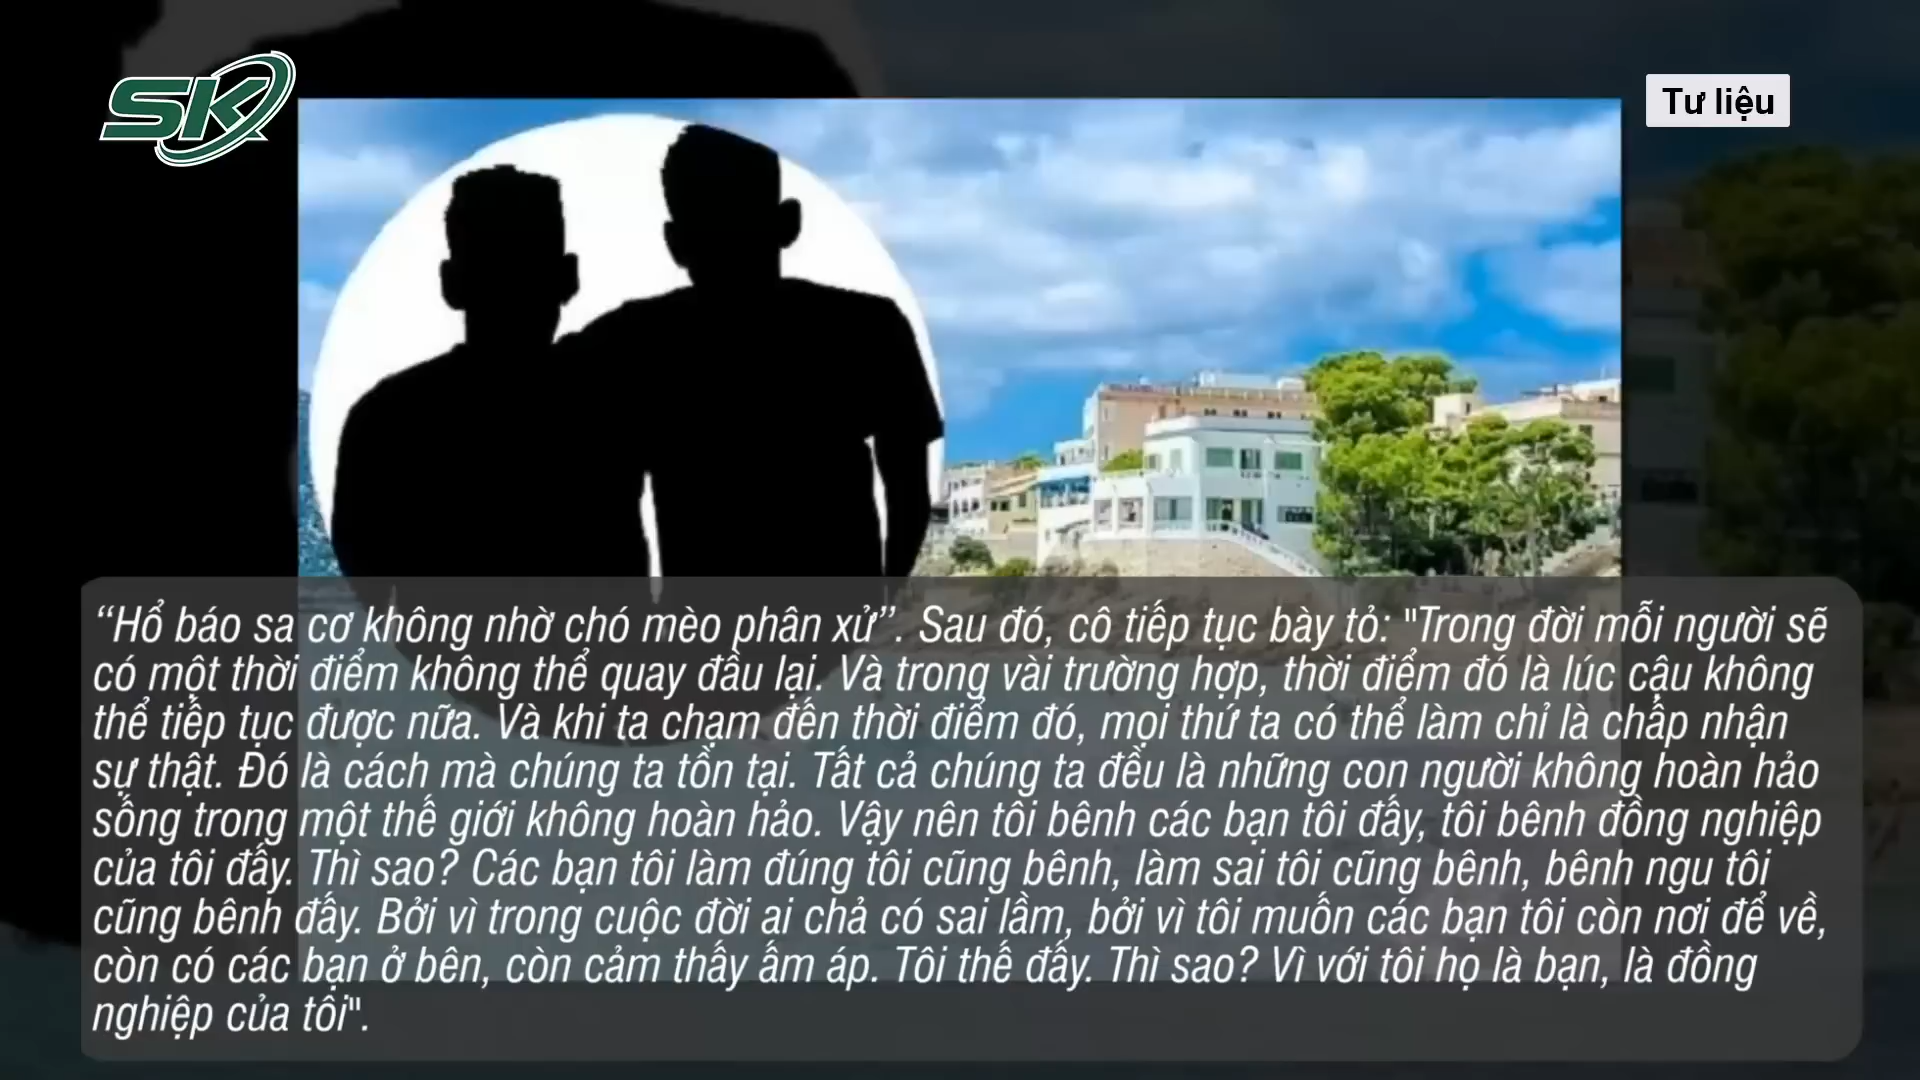 SK
Tư liệu
“Hổ báo sa cơ không nhờ chó mèo phân xử”. Sau đó, cô tiếp tục bày tỏ: "Trong đời mỗi người sẽ
có một thời điểm không thể quay đầu lại. Và trong vài trường hợp, thời điểm đó là lúc cậu không
thể tiếp tục được nữa. Và khi ta chạm đến thời điểm đó, mọi thứ ta có thể làm chỉ là chấp nhận
sự thật. Đó là cách mà chúng ta tồn tại. Tất cả chúng ta đều là những con người không hoàn hảo
sống trong một thế giới không hoàn hảo. Vậy nên tôi bênh các bạn tôi đấy, tôi bênh đồng nghiệp
của tôi đấy. Thì sao? Các bạn tôi làm đúng tôi cũng bênh, làm sai tôi cũng bênh, bênh ngu tôi
cũng bênh đấy. Bởi vì trong cuộc đời ai chả có sai lầm, bởi vì tôi muốn các bạn tôi còn nơi để về,
còn có các bạn ở bên, còn cảm thấy ấm áp. Tôi thế đấy. Thì sao? Vì với tôi họ là bạn, là đồng
nghiệp của tôi".